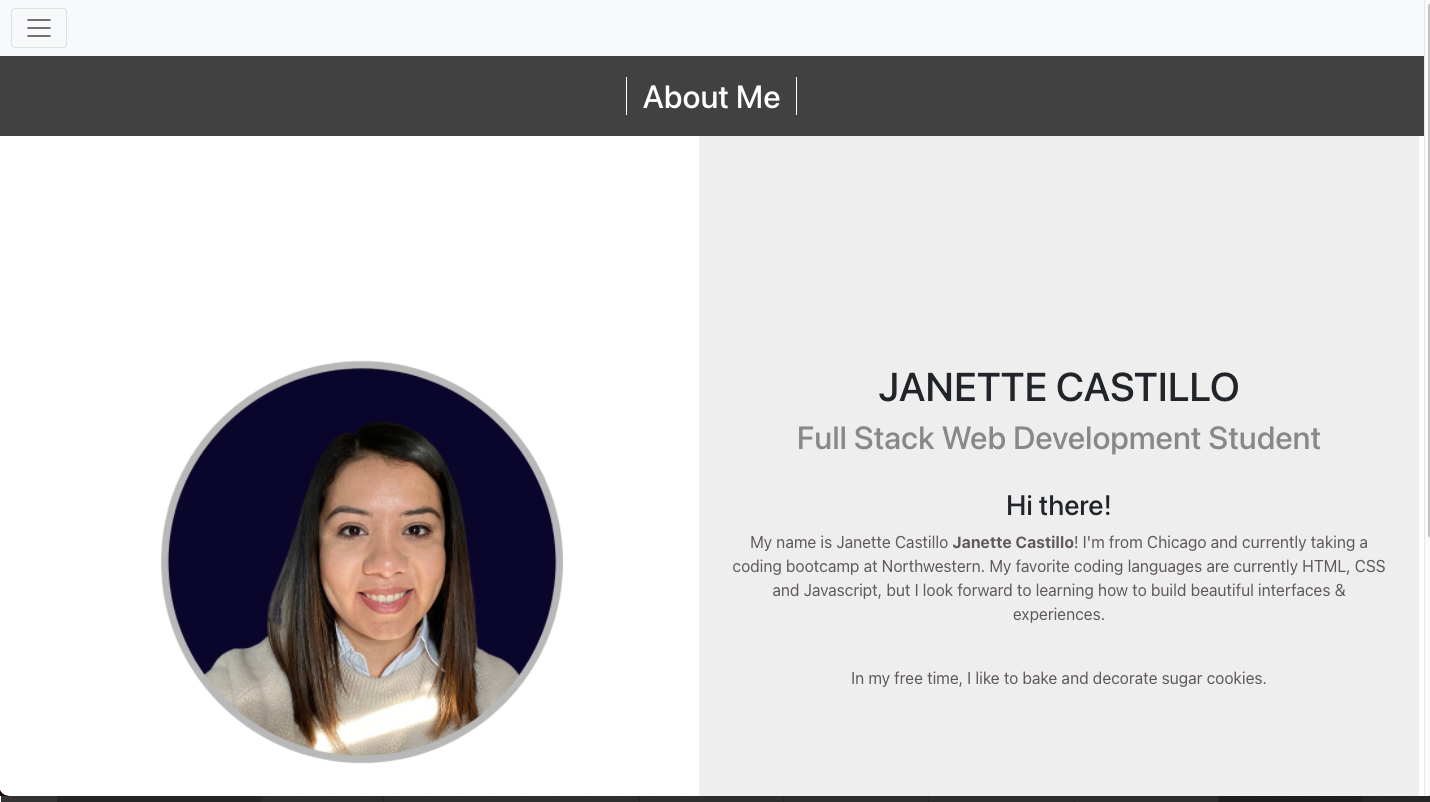 About Me
JANETTE CASTILLO
Full Stack Web Development Student
Hi there!
My name is Janette Castillo Janette Castillo! I'm from Chicago and currently taking a
coding bootcamp at Northwestern. My favorite coding languages are currently HTML, CSS
and Javascript, but I look forward to learning how to build beautiful interfaces &
experiences.
In my free time, I like to bake and decorate sugar cookies.